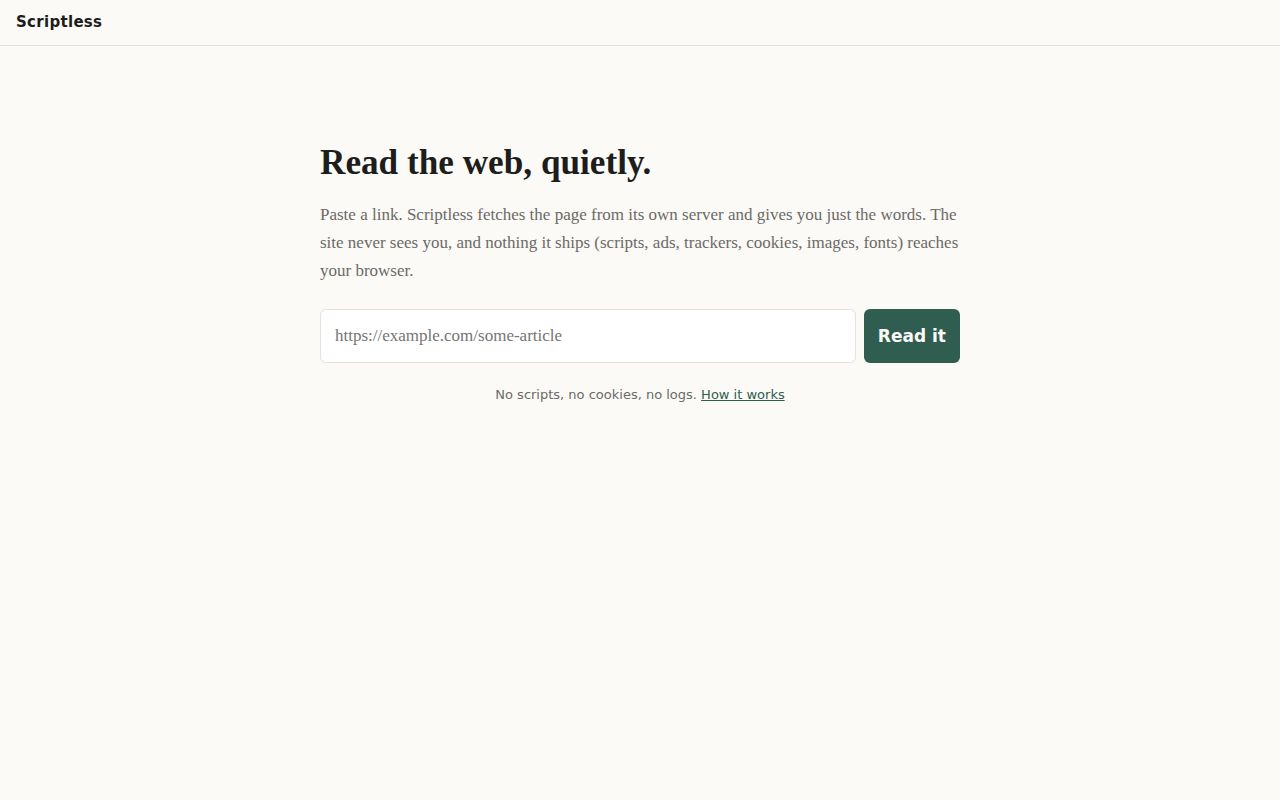 Scriptless
Read the web, quietly.
Paste a link. Scriptless fetches the page from its own server and gives you just the words. The
site never sees you, and nothing it ships (scripts, ads, trackers, cookies, images, fonts) reaches
your browser.
https://example.com/some-article
Read it
No scripts, no cookies, no logs. How it works